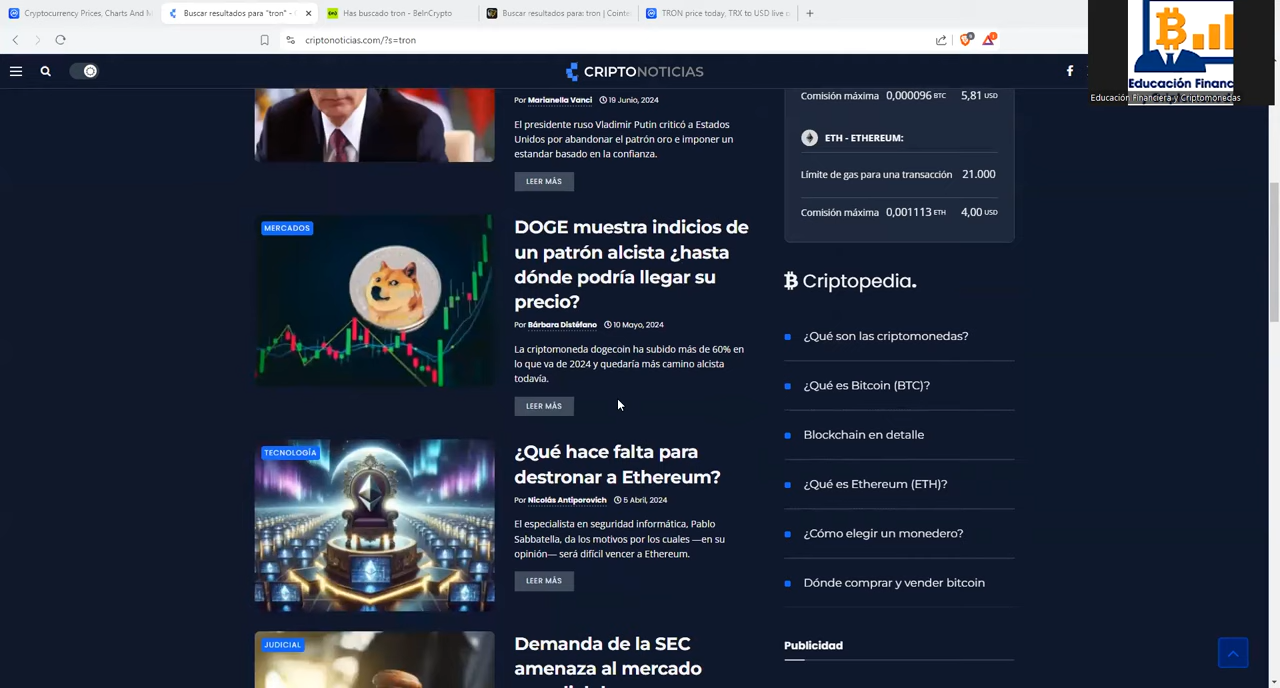 Cryptocurrency Prices, Charts And M
Buscar resultados para "tron" -
Has buscado tron - BeInCrypto
Buscar resultados para: tron | Cointe
TRON price today, TRX to USD live
criptonoticias.com/?s=tron
CRIPTONOTICIAS
Educación Financ
Educación Financiera y Criptomonedas
Por Marianella Vanci 19 Junio, 2024
El presidente ruso Vladimir Putin criticó a Estados
Unidos por abandonar el patrón oro e imponer un
estandar basado en la confianza.
LEER MÁS
MERCADOS
DOGE muestra indicios de
un patrón alcista ¿hasta
dónde podría llegar su
precio?
Por Bárbara Distéfano 10 Mayo, 2024
La criptomoneda dogecoin ha subido más de 60% en
lo que va de 2024 y quedaría más camino alcista
todavía.
LEER MÁS
TECNOLOGÍA
¿Qué hace falta para
destronar a Ethereum?
Por Nicolás Antiporovich 5 Abril, 2024
El especialista en seguridad informática, Pablo
Sabbatella, da los motivos por los cuales —en su
opinión— será difícil vencer a Ethereum.
LEER MÁS
JUDICIAL
Demanda de la SEC
amenaza al mercado
Comisión máxima 0,000096 BTC 5,81 USD
ETH - ETHEREUM:
Límite de gas para una transacción 21.000
Comisión máxima 0,001113 ETH 4,00 USD
Criptopedia.
¿Qué son las criptomonedas?
¿Qué es Bitcoin (BTC)?
Blockchain en detalle
¿Qué es Ethereum (ETH)?
¿Cómo elegir un monedero?
Dónde comprar y vender bitcoin
Publicidad